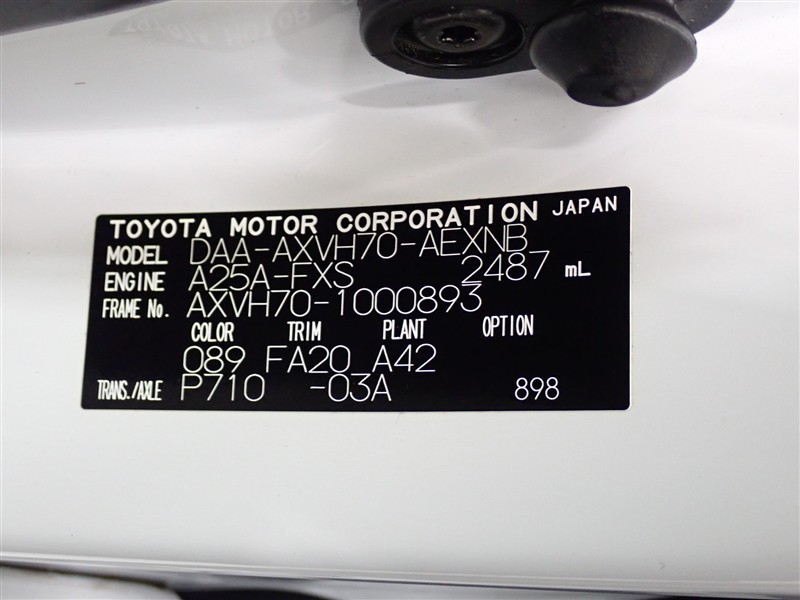 TOYOTA MOTOR CORPORATION JAPAN
MODEL DAA-AXVH70-AEXNB
ENGINE A25A-FXS 2487 mL
FRAME No. AXVH70-1000893
COLOR TRIM PLANT OPTION
089 FA20 A42
TRANS./AXLE P710 -03A 898